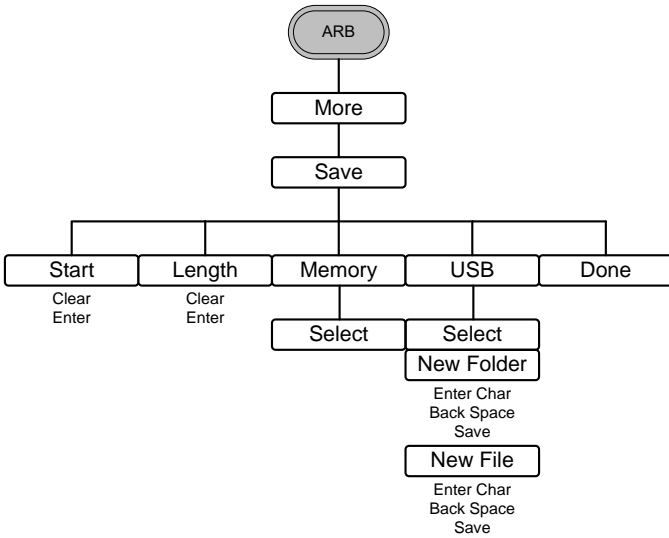 ARB
More
Save
Start
Length
Memory
USB
Done
Clear
Enter
Clear
Enter
Select
Select
New Folder
Enter Char
Back Space
Save
New File
Enter Char
Back Space
Save